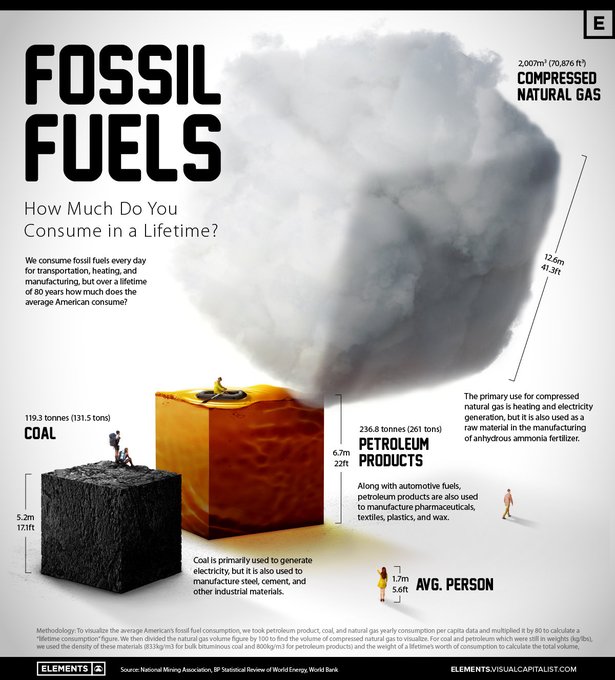 E
FOSSIL
FUELS
How Much Do You
Consume in a Lifetime?
We consume fossil fuels every day
for transportation, heating, and
manufacturing, but over a lifetime
of 80 years how much does the
average American consume?
2,007m³ (70,876 ft³)
COMPRESSED
NATURAL GAS
12.6m
41.3ft
The primary use for compressed
natural gas is heating and electricity
generation, but it is also used as a
raw material in the manufacturing
of anhydrous ammonia fertilizer.
119.3 tonnes (131.5 tons)
COAL
5.2m
17.1ft
Coal is primarily used to generate
electricity, but it is also used to
manufacture steel, cement, and
other industrial materials.
6.7m
22ft
236.8 tonnes (261 tons)
PETROLEUM
PRODUCTS
Along with automotive fuels,
petroleum products are also used
to manufacture pharmaceuticals,
textiles, plastics, and wax.
1.7m
5.6ft
AVG. PERSON
Methodology: To visualize the average American's fossil fuel consumption, we took petroleum product, coal, and natural gas yearly consumption per capita data and multiplied it by 80 to calculate a
"lifetime consumption" figure. We then divided the natural gas volume figure by 100 to find the volume of compressed natural gas to visualize. For coal and petroleum which were still in weights (kg/lbs),
we used the density of these materials (833kg/m3 for bulk bituminous coal and 800kg/m3 for petroleum products) and the weight of a lifetime's worth of consumption to calculate the total volume,
ELEMENTS
Source: National Mining Association, BP Statistical Review of World Energy, World Bank
ELEMENTS.VISUALCAPITALIST.COM